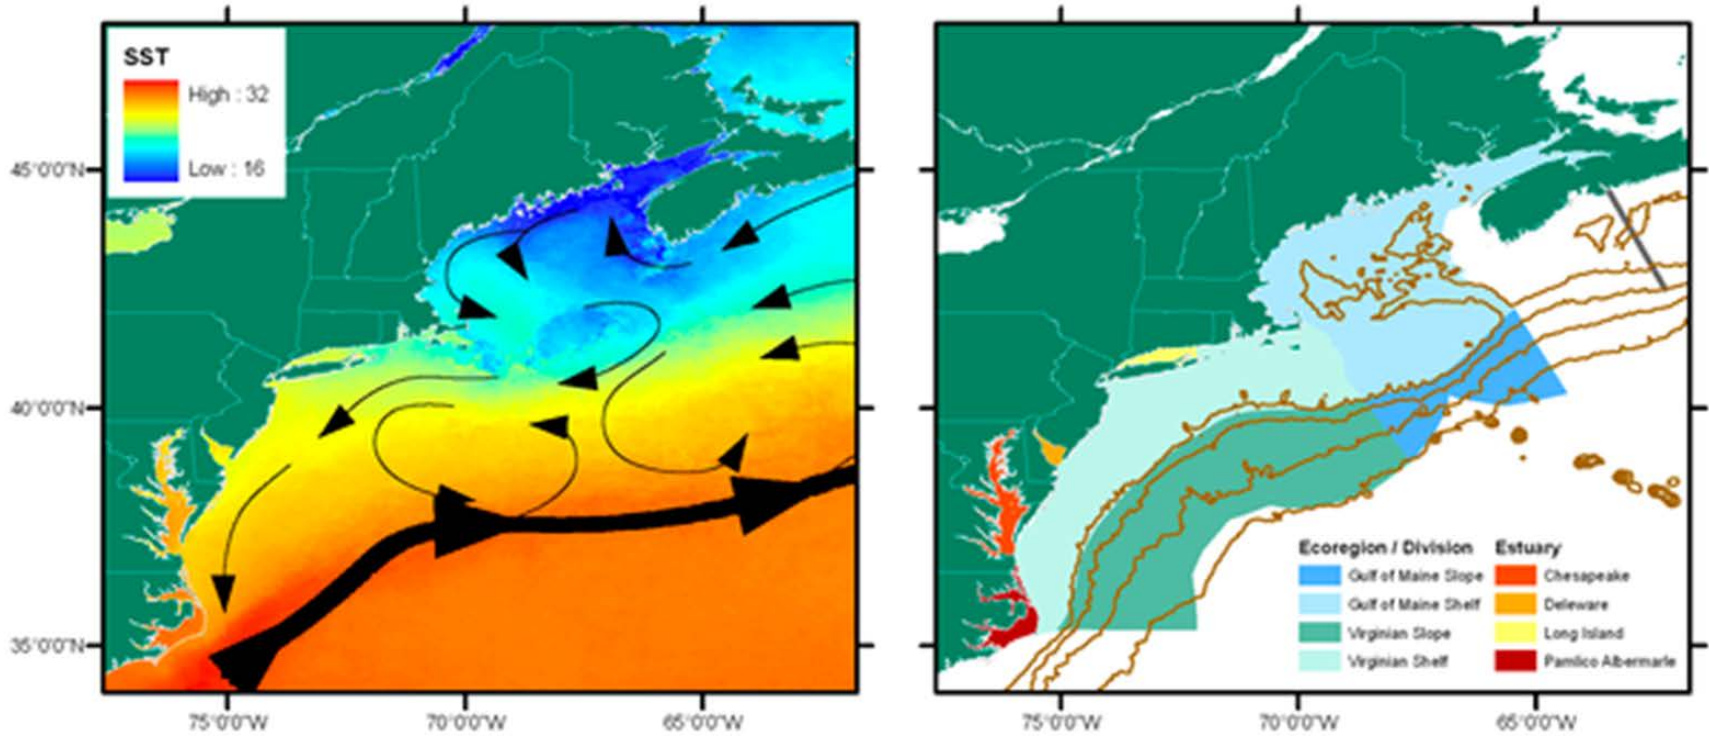 SST
High : 32
Low : 16
45°0'0"N
40°0'0"N
35°0'0"N
75°0'0"W
70°0'0"W
65°0'0"W
Ecoregion / Division
Gulf of Maine Slope
Gulf of Maine Shelf
Virginian Slope
Virginian Shelf
Estuary
Chesapeake
Deleware
Long Island
Pamlico Albermarle
75°0'0"W
70°0'0"W
65°0'0"W